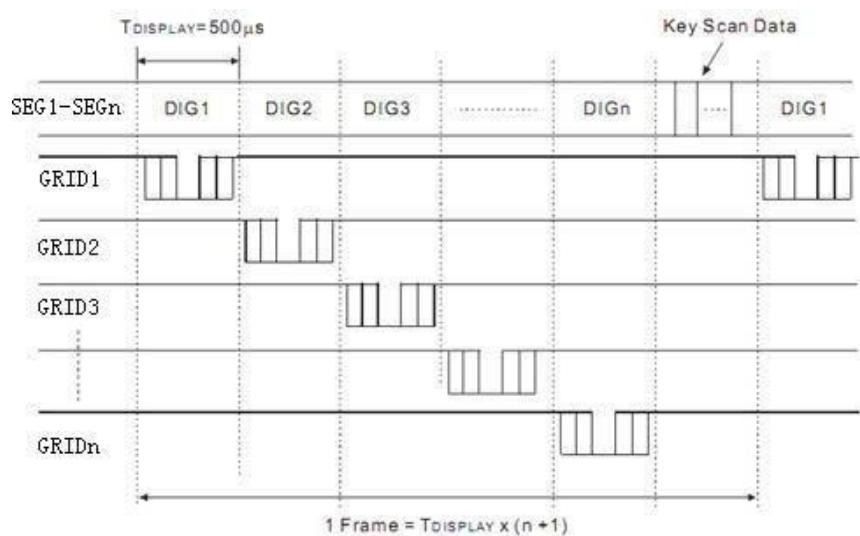 TDISPLAY=500μs
Key Scan Data
SEG1-SEGn DIG1 DIG2 DIG3 DIGn DIG1
GRID1
GRID2
GRID3
GRIDn
1 Frame = TDISPLAY x (n +1)